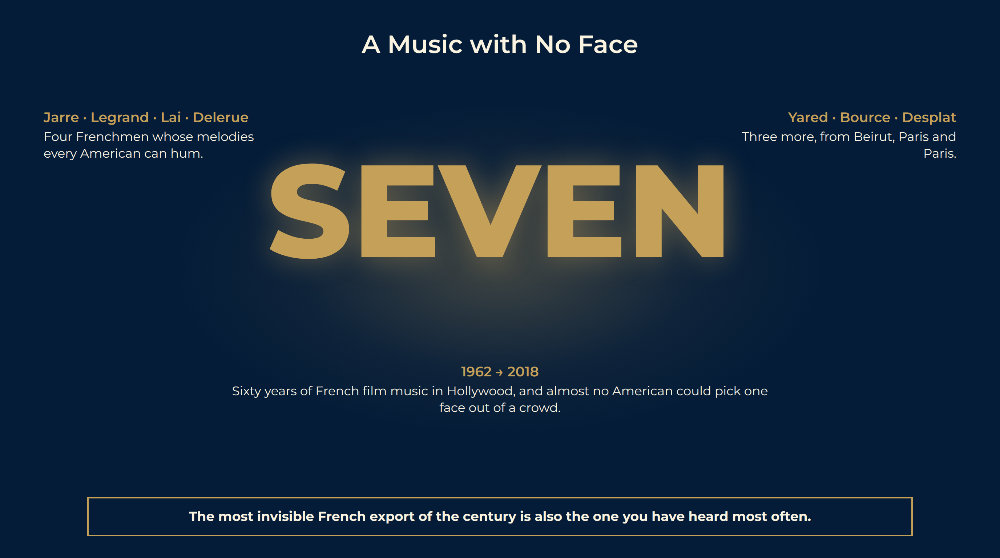 A Music with No Face
Jarre · Legrand · Lai · Delerue
Four Frenchmen whose melodies
every American can hum.
Yared · Bource · Desplat
Three more, from Beirut, Paris and
Paris.
SEVEN
1962 → 2018
Sixty years of French film music in Hollywood, and almost no American could pick one
face out of a crowd.
The most invisible French export of the century is also the one you have heard most often.